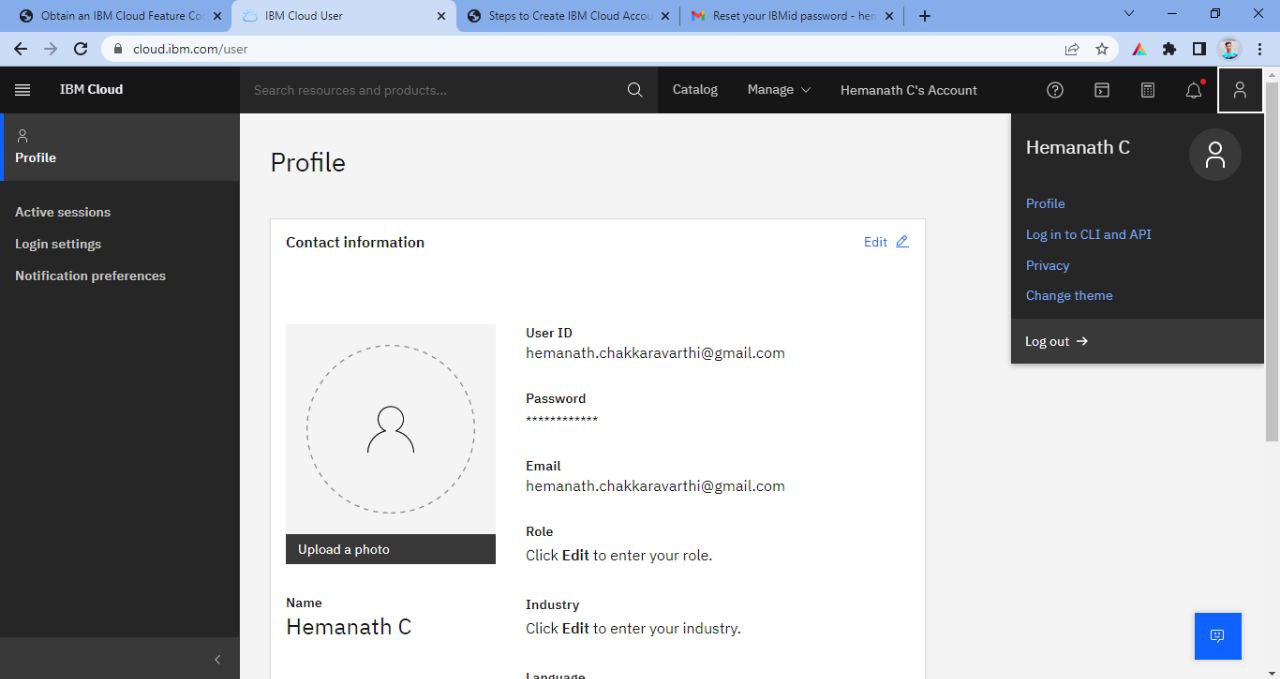 Obtain an IBM Cloud Feature Co
IBM Cloud User
Steps to Create IBM Cloud Accou
Reset your IBMid password - hem
cloud.ibm.com/user
IBM Cloud
Search resources and products...
Catalog
Manage
Hemanath C's Account
Profile
Active sessions
Login settings
Notification preferences
Profile
Contact information
Edit
Upload a photo
Name
Hemanath C
User ID
hemanath.chakkaravarthi@gmail.com
Password
************
Email
hemanath.chakkaravarthi@gmail.com
Role
Click Edit to enter your role.
Industry
Click Edit to enter your industry.
Language
Hemanath C
Profile
Log in to CLI and API
Privacy
Change theme
Log out →